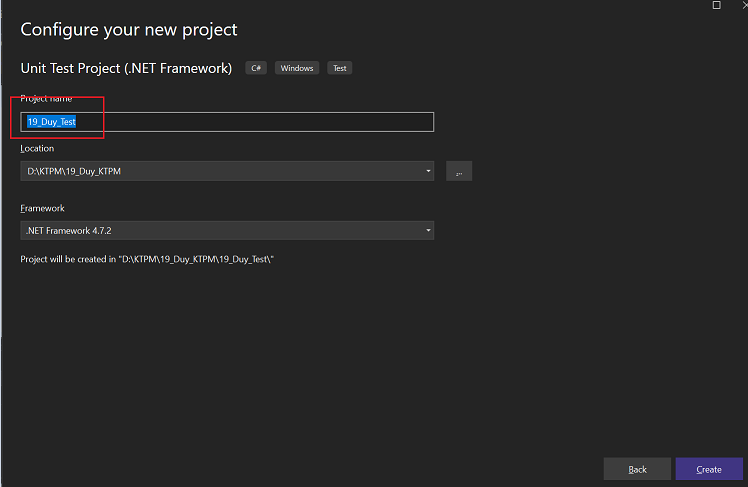 Configure your new project
Unit Test Project (.NET Framework) C# Windows Test
Project name
19_Duy_Test
Location
D:\KTPM\19_Duy_KTPM
...
Framework
.NET Framework 4.7.2
Project will be created in "D:\KTPM\19_Duy_KTPM\19_Duy_Test\"
Back Create